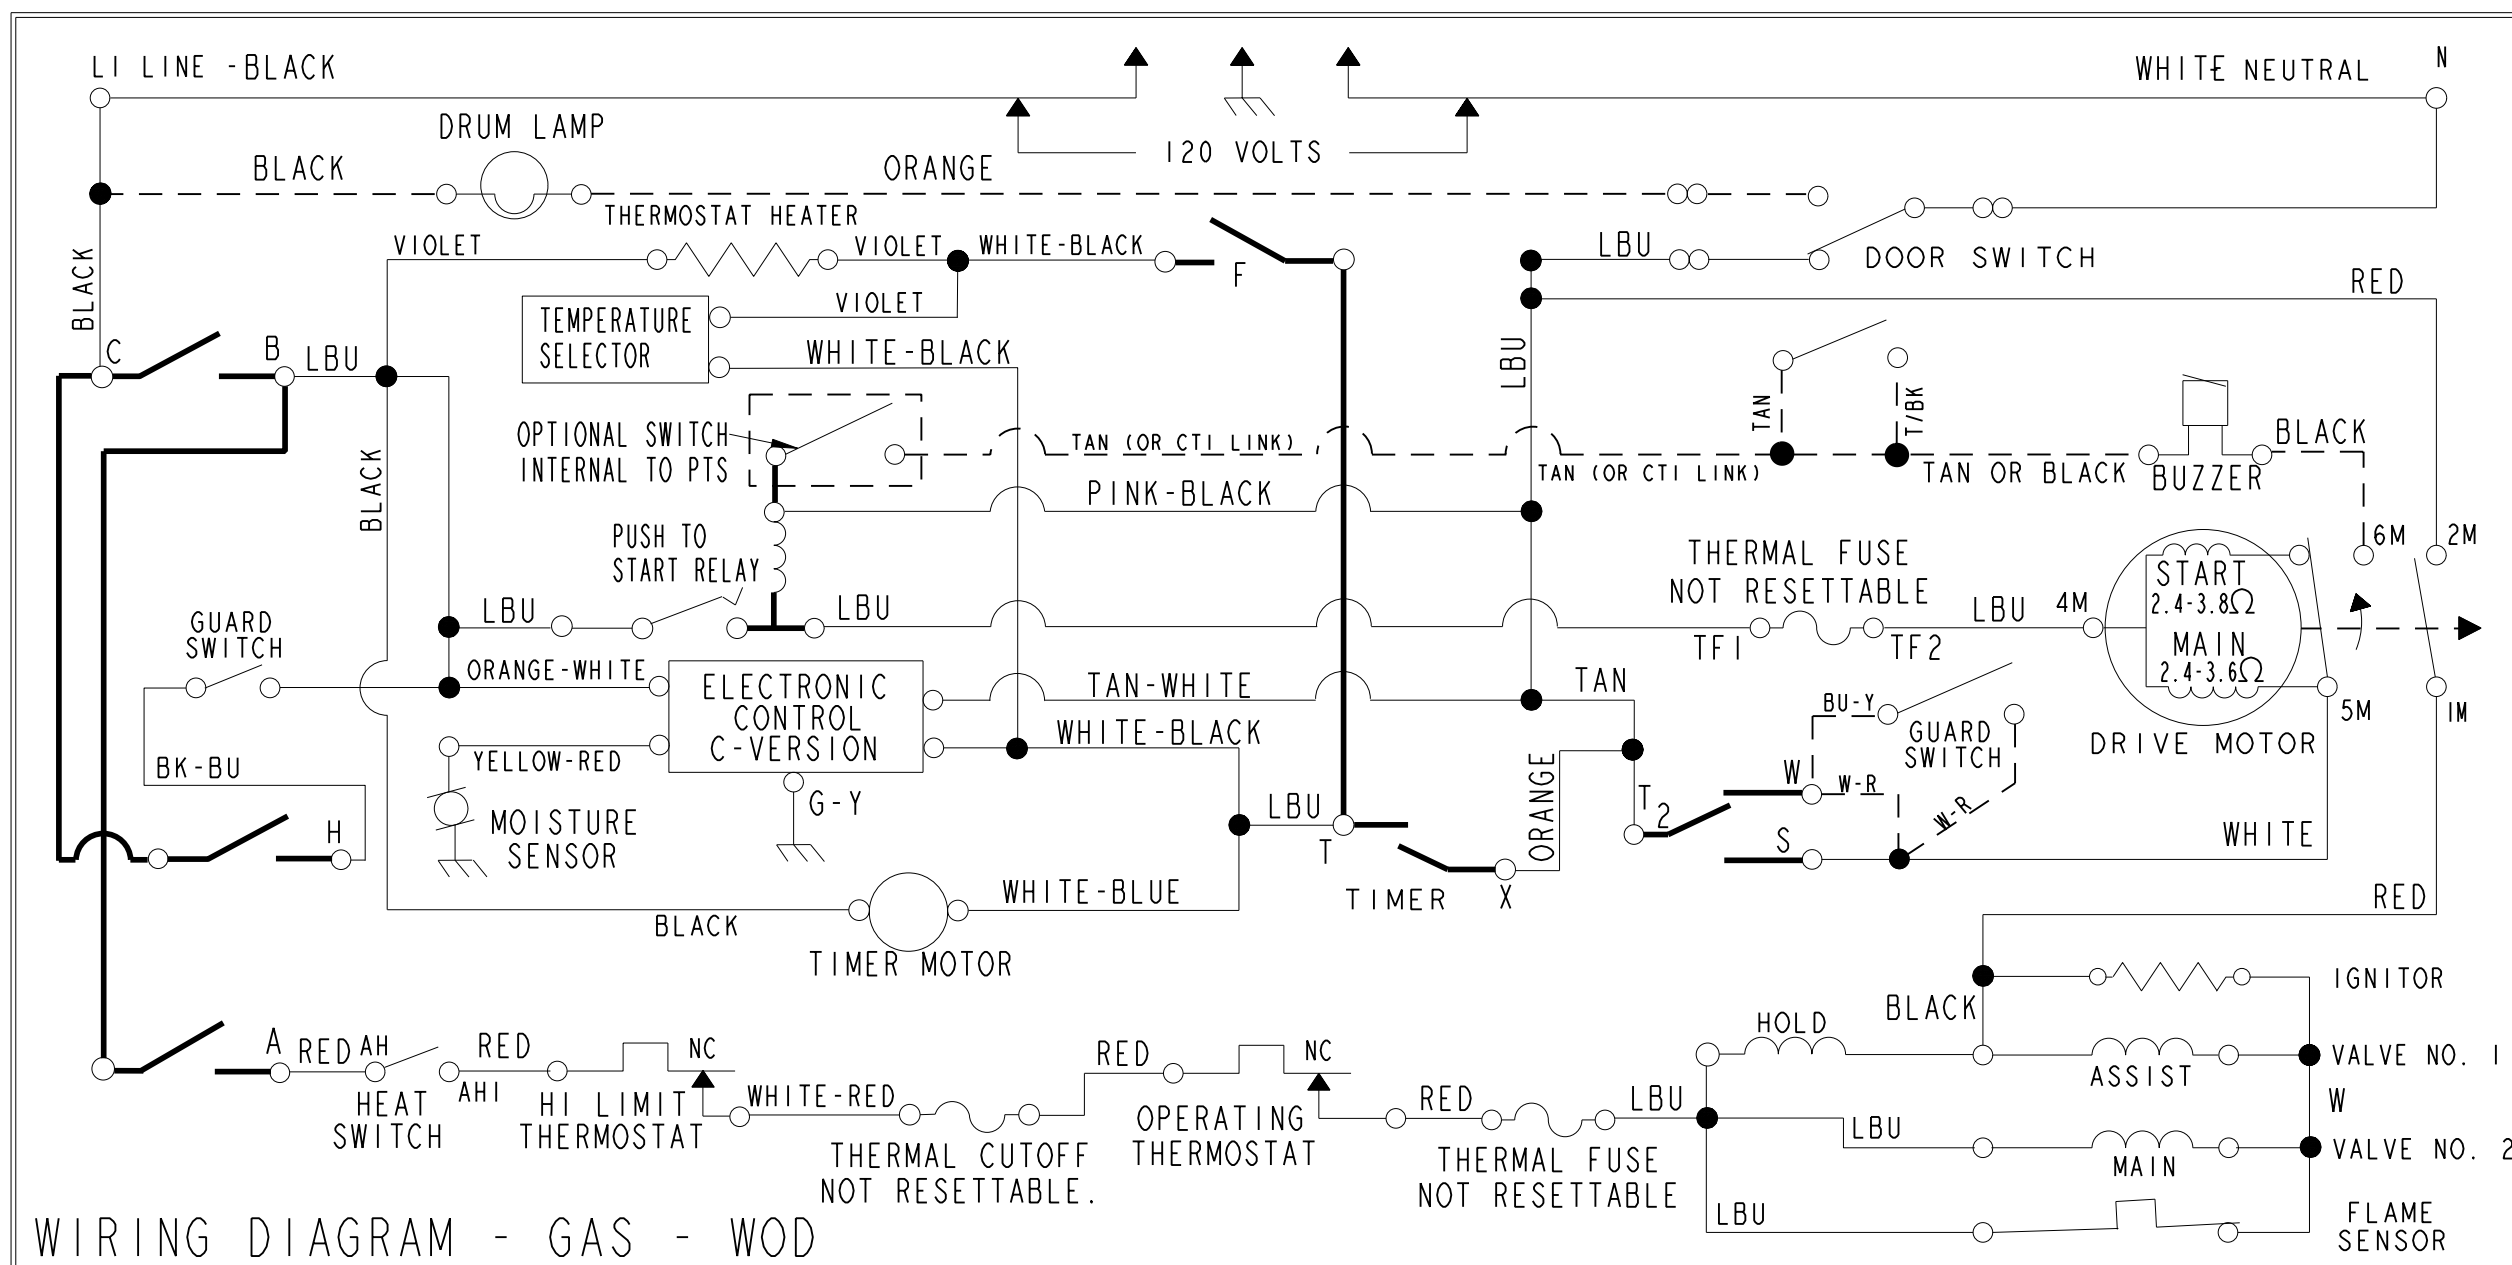 LI LINE -BLACK
WHITE NEUTRAL
N
DRUM LAMP
BLACK
ORANGE
120 VOLTS
THERMOSTAT HEATER
VIOLET
VIOLET
WHITE-BLACK
F
LBU
DOOR SWITCH
BLACK
RED
VIOLET
TEMPERATURE
SELECTOR
C
B
LBU
WHITE-BLACK
LBU
TAN
T/BK
OPTIONAL SWITCH
INTERNAL TO PTS
TAN (OR CTI LINK)
TAN (OR CTI LINK)
TAN OR BLACK
BUZZER
BLACK
BLACK
PINK-BLACK
PUSH TO
START RELAY
6M
2M
THERMAL FUSE
NOT RESETTABLE
START
2.4-3.8Ω
MAIN
2.4-3.6Ω
GUARD
SWITCH
LBU
LBU
TF1
TF2
LBU
4M
ORANGE-WHITE
ELECTRONIC
CONTROL
C-VERSION
TAN-WHITE
TAN
WHITE-BLACK
BU-Y
GUARD
SWITCH
5M
1M
DRIVE MOTOR
BK-BU
YELLOW-RED
G-Y
MOISTURE
SENSOR
H
LBU
T
ORANGE
T2
W
W-R
W-R
S
WHITE
TIMER
X
WHITE-BLUE
BLACK
TIMER MOTOR
RED
IGNITOR
BLACK
HOLD
ASSIST
VALVE NO. 1
W
A
RED
AH
RED
AH1
HEAT
SWITCH
NC
HI LIMIT
THERMOSTAT
WHITE-RED
THERMAL CUTOFF
NOT RESETTABLE.
RED
NC
OPERATING
THERMOSTAT
RED
LBU
THERMAL FUSE
NOT RESETTABLE
LBU
MAIN
VALVE NO. 2
LBU
FLAME
SENSOR
WIRING DIAGRAM - GAS - WOD